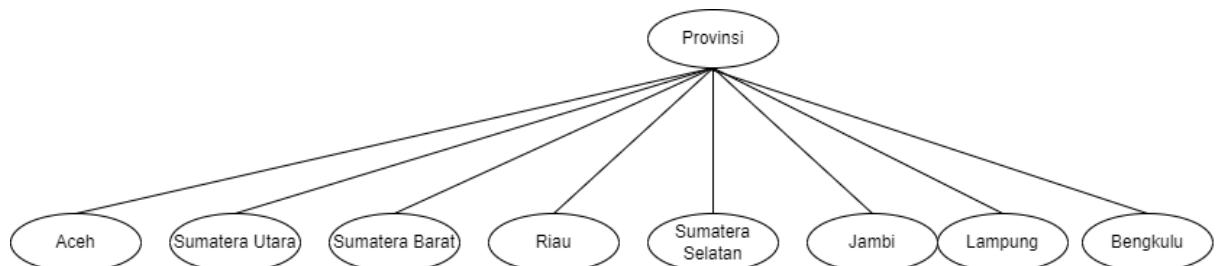 Provinsi
Aceh
Sumatera Utara
Sumatera Barat
Riau
Sumatera
Selatan
Jambi
Lampung
Bengkulu